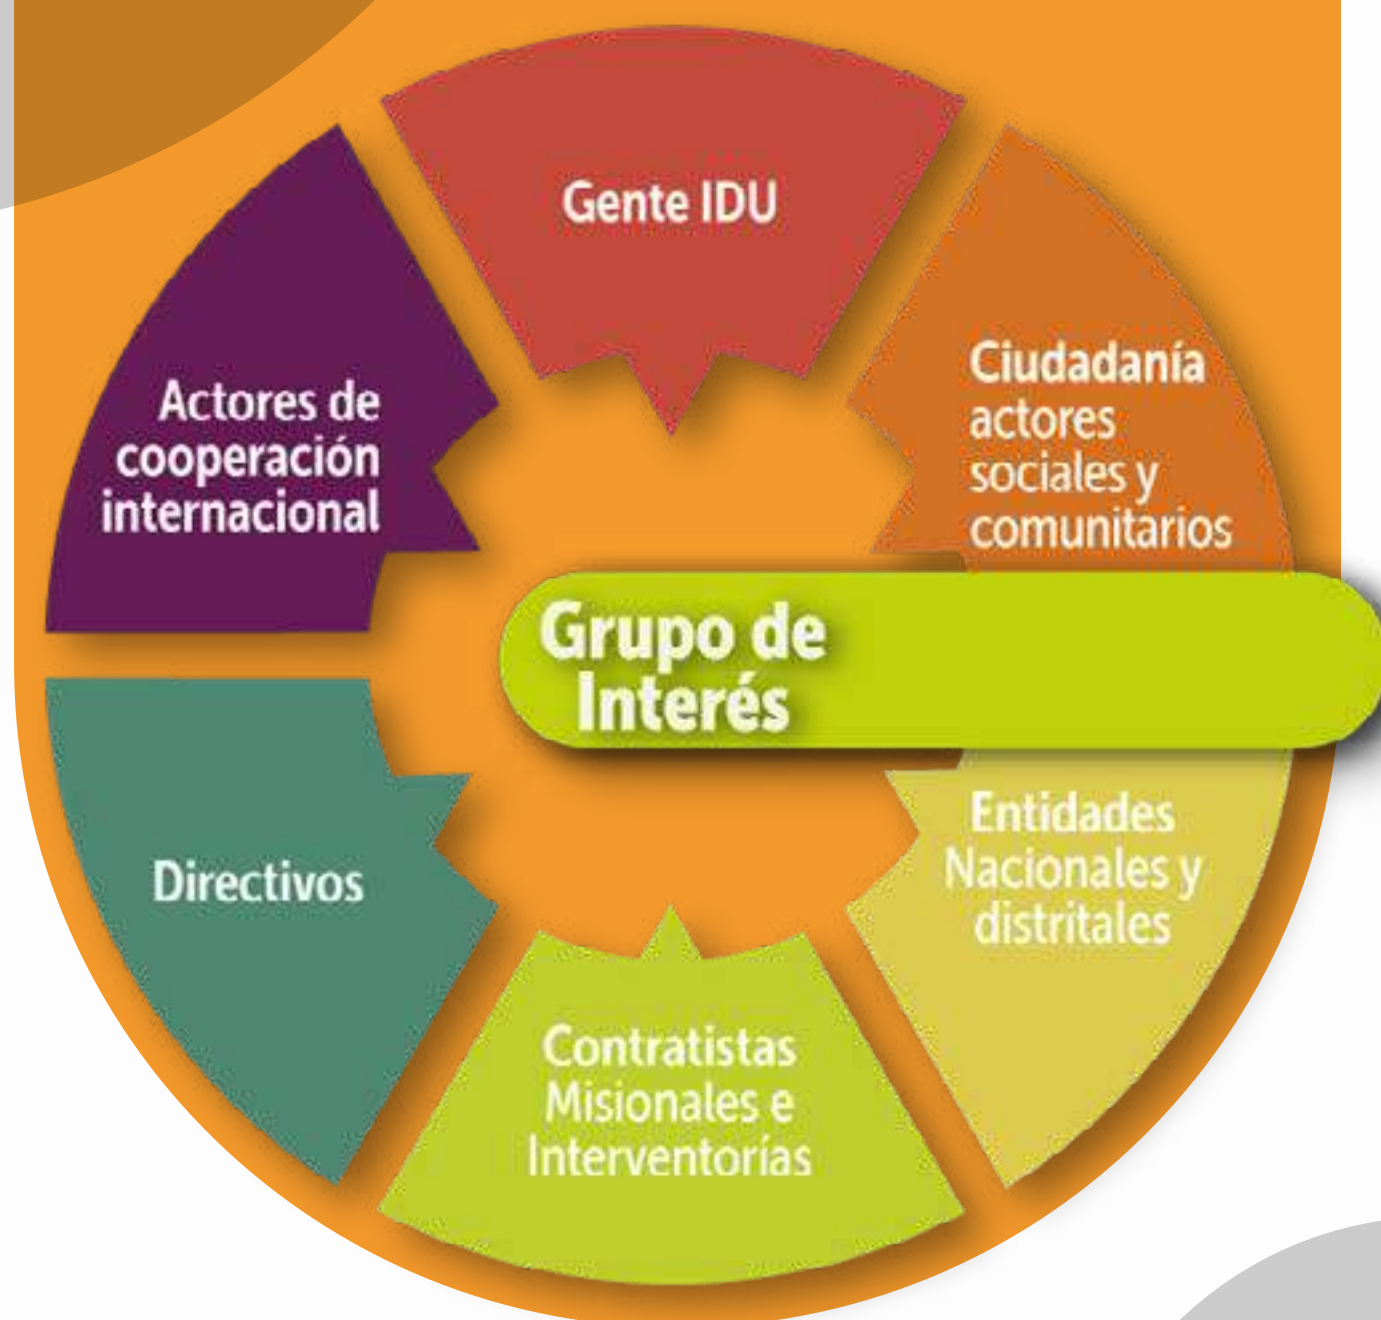 Gente IDU
Ciudadanía
actores
sociales y
comunitarios
Actores de
cooperación
internacional
Grupo de
Interés
Entidades
Nacionales y
distritales
Directivos
Contratistas
Misionales e
Interventorías